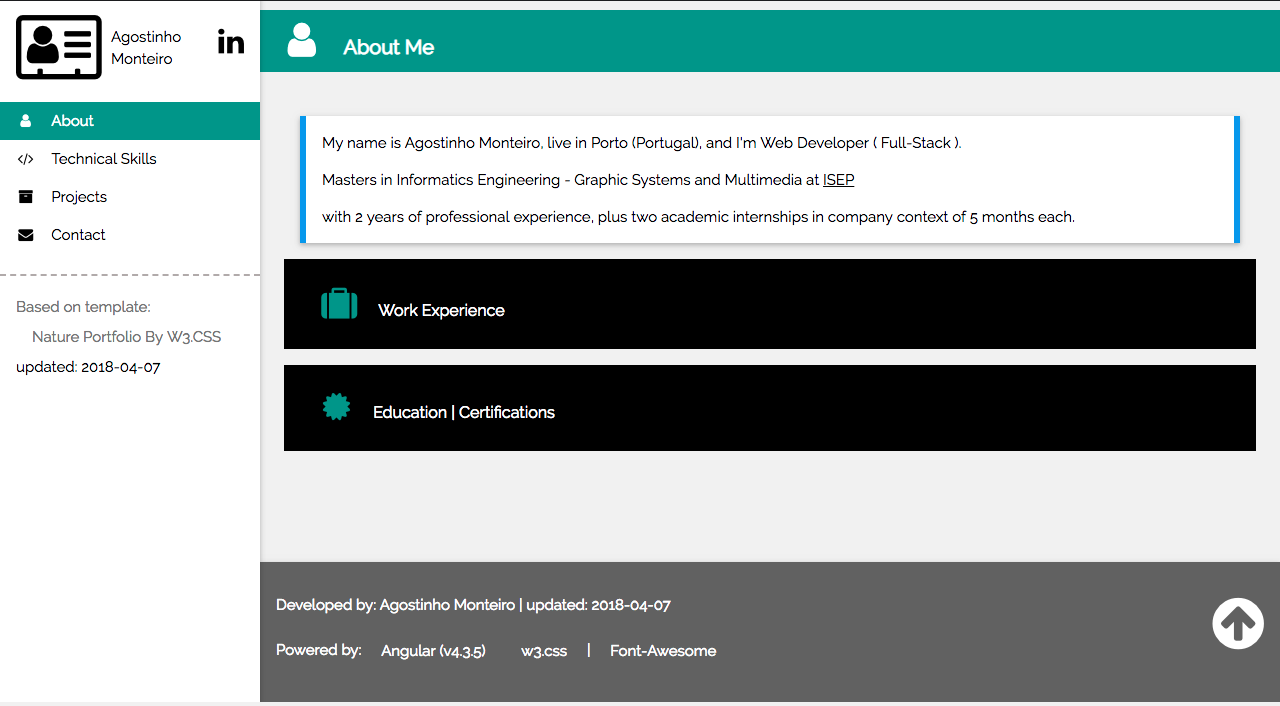 Agostinho
Monteiro
in
About
Technical Skills
Projects
Contact
Based on template:
Nature Portfolio By W3.CSS
updated: 2018-04-07
About Me
My name is Agostinho Monteiro, live in Porto (Portugal), and I'm Web Developer ( Full-Stack ).
Masters in Informatics Engineering - Graphic Systems and Multimedia at ISEP
with 2 years of professional experience, plus two academic internships in company context of 5 months each.
Work Experience
Education | Certifications
Developed by: Agostinho Monteiro | updated: 2018-04-07
Powered by: Angular (v4.3.5) w3.css | Font-Awesome